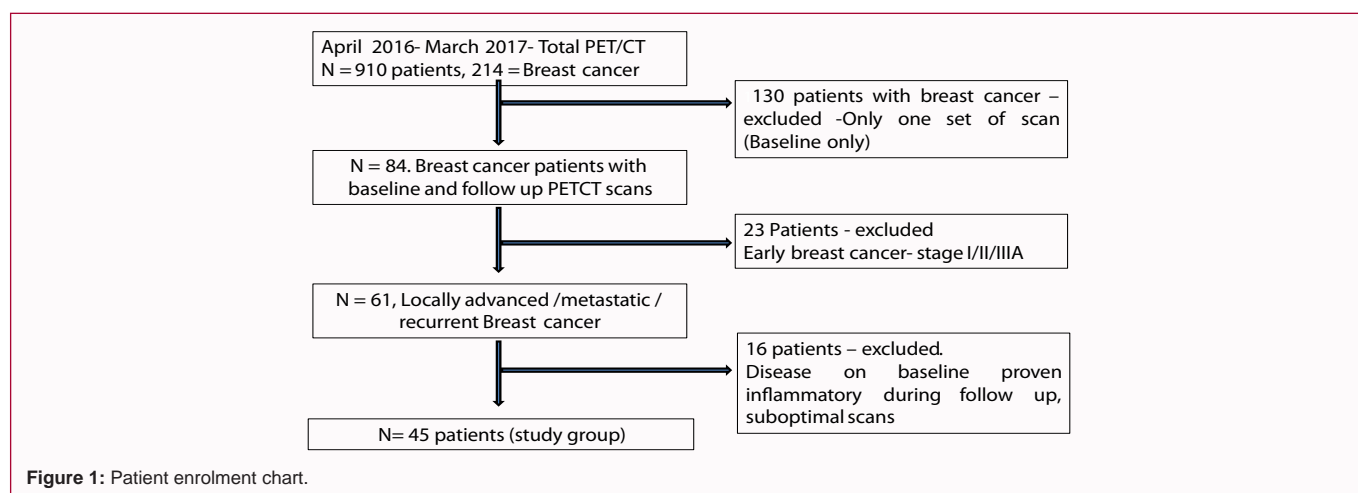 April 2016- March 2017- Total PET/CT
N = 910 patients, 214 = Breast cancer
130 patients with breast cancer –
excluded -Only one set of scan
(Baseline only)
N = 84. Breast cancer patients with
baseline and follow up PETCT scans
23 Patients - excluded
Early breast cancer- stage I/II/IIIA
N = 61, Locally advanced /metastatic /
recurrent Breast cancer
16 patients – excluded.
Disease on baseline proven
inflammatory during follow up,
suboptimal scans
N= 45 patients (study group)
Figure 1: Patient enrolment chart.